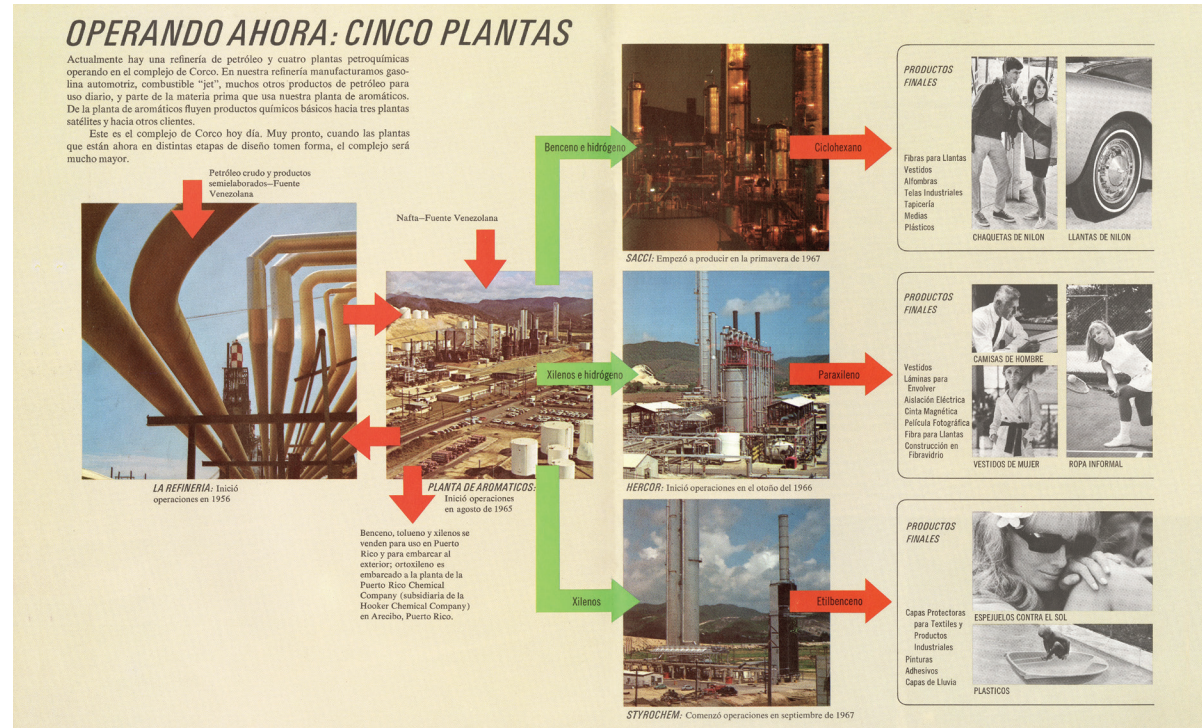 OPERANDO AHORA: CINCO PLANTAS
Actualmente hay una refinería de petróleo y cuatro plantas petroquímicas
operando en el complejo de Corco. En nuestra refinería manufacturamos gaso-
lina automotriz, combustible “jet”, muchos otros productos de petróleo para
uso diario, y parte de la materia prima que usa nuestra planta de aromáticos.
De la planta de aromáticos fluyen productos químicos básicos hacia tres plantas
satélites y hacia otros clientes.
Este es el complejo de Corco hoy día. Muy pronto, cuando las plantas
que están ahora en distintas etapas de diseño tomen forma, el complejo será
mucho mayor.
Petróleo crudo y productos
semielaborados—Fuente
Venezolana
Nafta—Fuente Venezolana
LA REFINERIA: Inició
operaciones en 1956
PLANTA DE AROMATICOS:
Inició operaciones
en agosto de 1965
Benceno, tolueno y xilenos se
venden para uso en Puerto
Rico y para embarcar al
exterior; ortoxileno es
embarcado a la planta de la
Puerto Rico Chemical
Company (subsidiaria de la
Hooker Chemical Company)
en Arecibo, Puerto Rico.
Benceno e hidrógeno
Ciclohexano
SACCI: Empezó a producir en la primavera de 1967
PRODUCTOS
FINALES
Fibras para Llantas
Vestidos
Alfombras
Telas Industriales
Tapicería
Medias
Plásticos
CHAQUETAS DE NILON
LLANTAS DE NILON
Xilenos e hidrógeno
Paraxileno
HERCOR: Inició operaciones en el otoño del 1966
PRODUCTOS
FINALES
Vestidos
Láminas para
Envolver
Aislación Eléctrica
Cinta Magnética
Película Fotográfica
Fibra para Llantas
Construcción en
Fibravidrio
CAMISAS DE HOMBRE
VESTIDOS DE MUJER
ROPA INFORMAL
Xilenos
Etilbenceno
STYROCHEM: Comenzó operaciones en septiembre de 1967
PRODUCTOS
FINALES
Capas Protectoras
para Textiles y
Productos
Industriales
Pinturas
Adhesivos
Capas de Lluvia
ESPEJUELOS CONTRA EL SOL
PLASTICOS